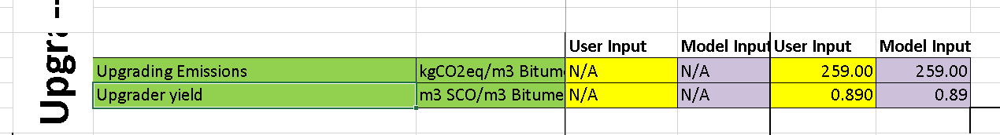 Upgra
User Input Model Input User Input Model Input
Upgrading Emissions kgCO2eq/m3 Bitum N/A N/A 259.00 259.00
Upgrader yield m3 SCO/m3 Bitume N/A N/A 0.890 0.89